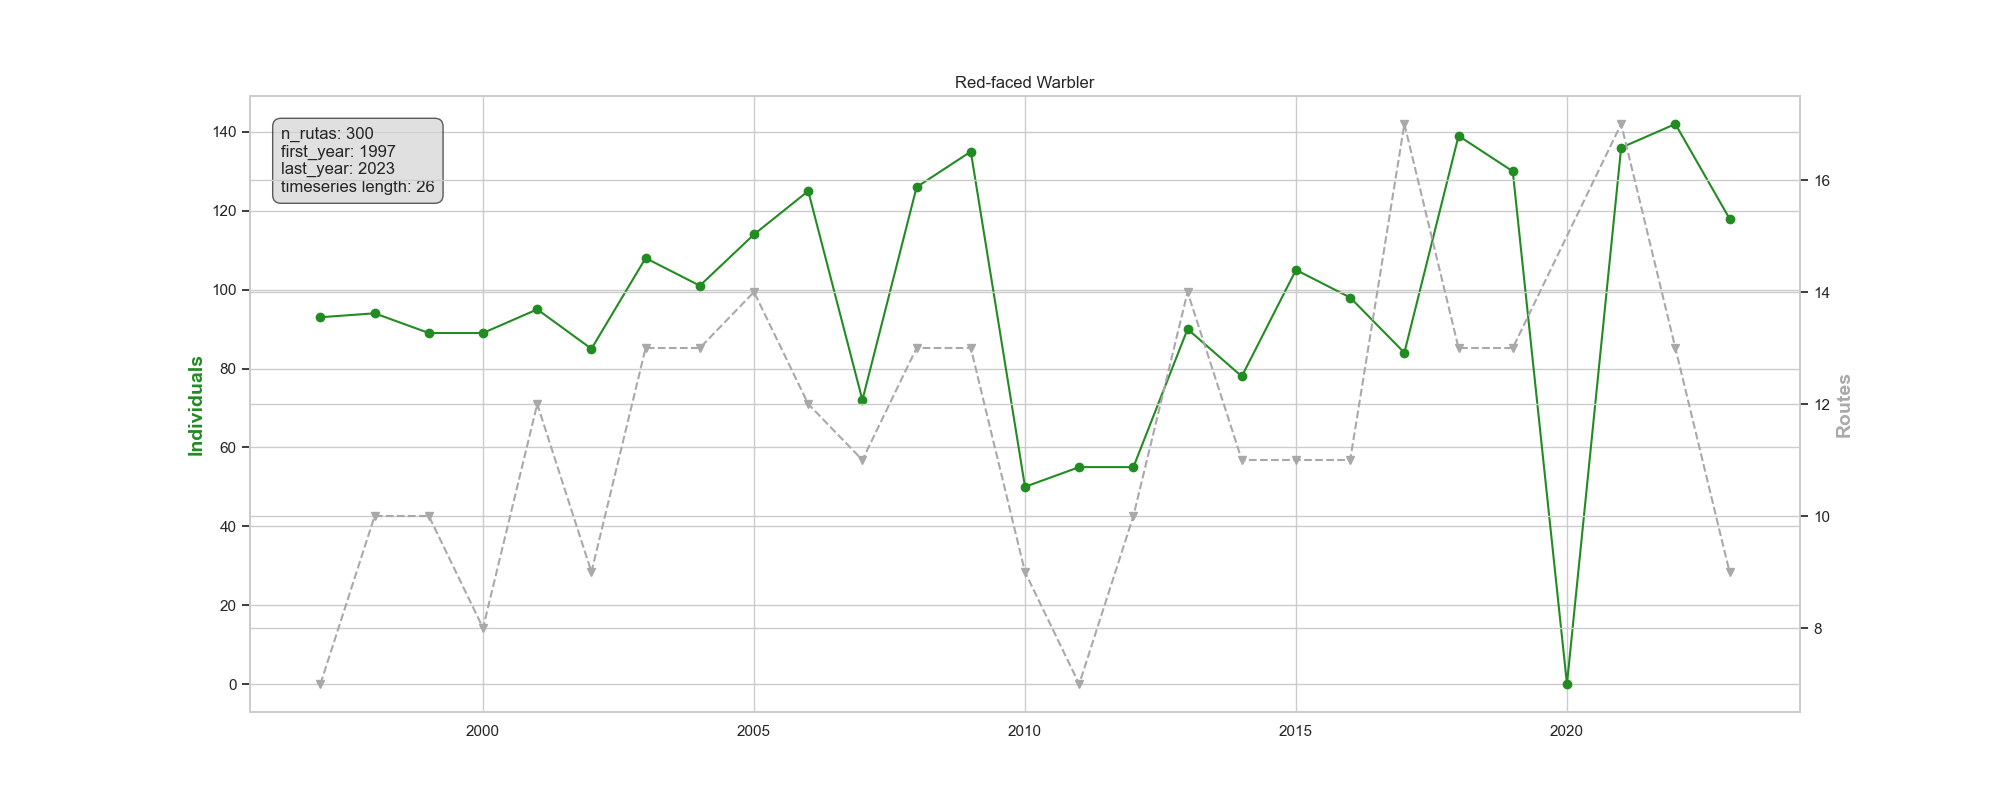 Red-faced Warbler
n_rutas: 300
first_year: 1997
last_year: 2023
timeseries length: 26
140
120
100
80
60
40
20
0
Individuals
16
14
12
10
8
Routes
2000
2005
2010
2015
2020